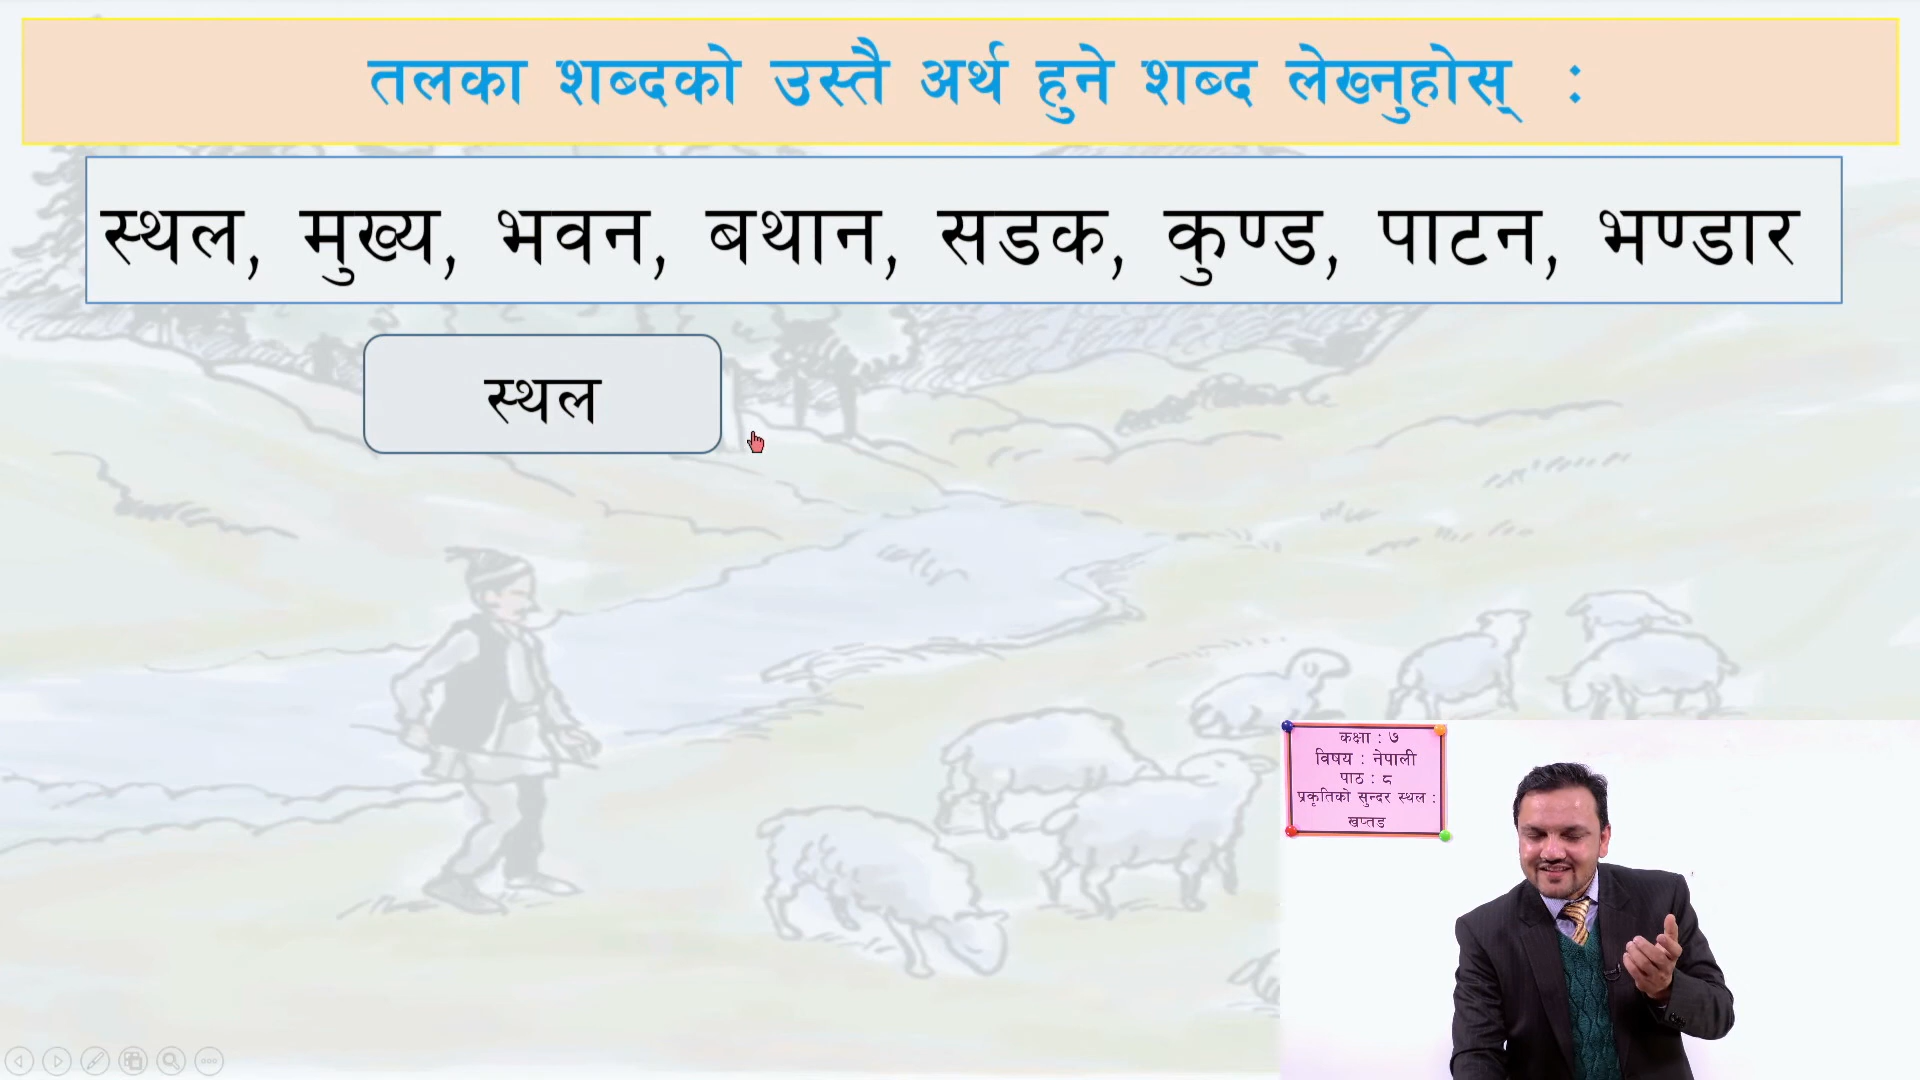 तलका शब्दको उस्तै अर्थ हुने शब्द लेख्नुहोस् :
स्थल, मुख्य, भवन, बथान, सडक, कुण्ड, पाटन, भण्डार
स्थल
कक्षा : ७
विषय : नेपाली
पाठ : ८
प्रकृतिको सुन्दर स्थल :
खप्तड